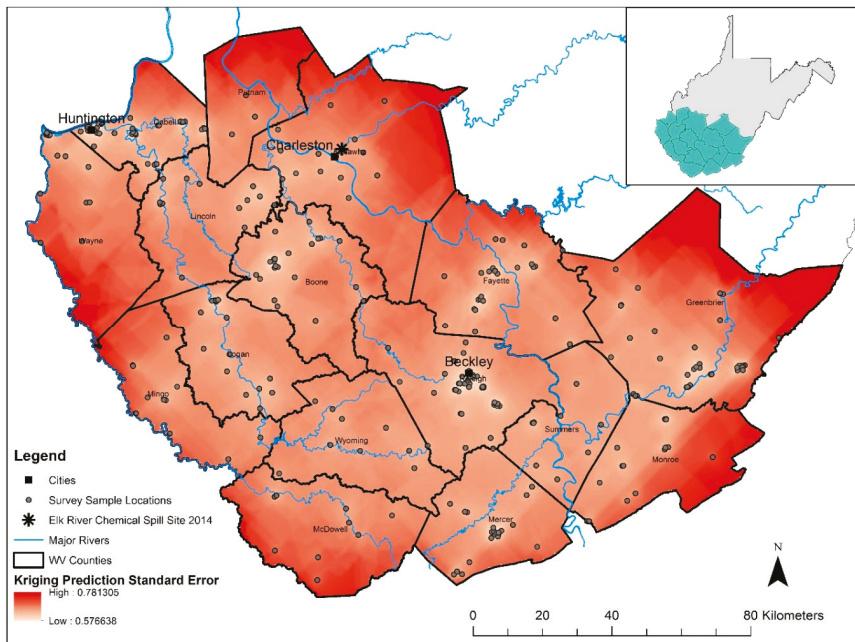 Putnam
Huntington
Cabell
Charleston
Lincoln
Wayne
Boone
Fayette
Greenbrier
Logan
Beckley
Mingo
Wyoming
Summers
Monroe
McDowell
Mercer
Legend
Cities
Survey Sample Locations
Elk River Chemical Spill Site 2014
Major Rivers
WV Counties
Kriging Prediction Standard Error
High : 0.781305
Low : 0.576638
N
0 20 40 80 Kilometers